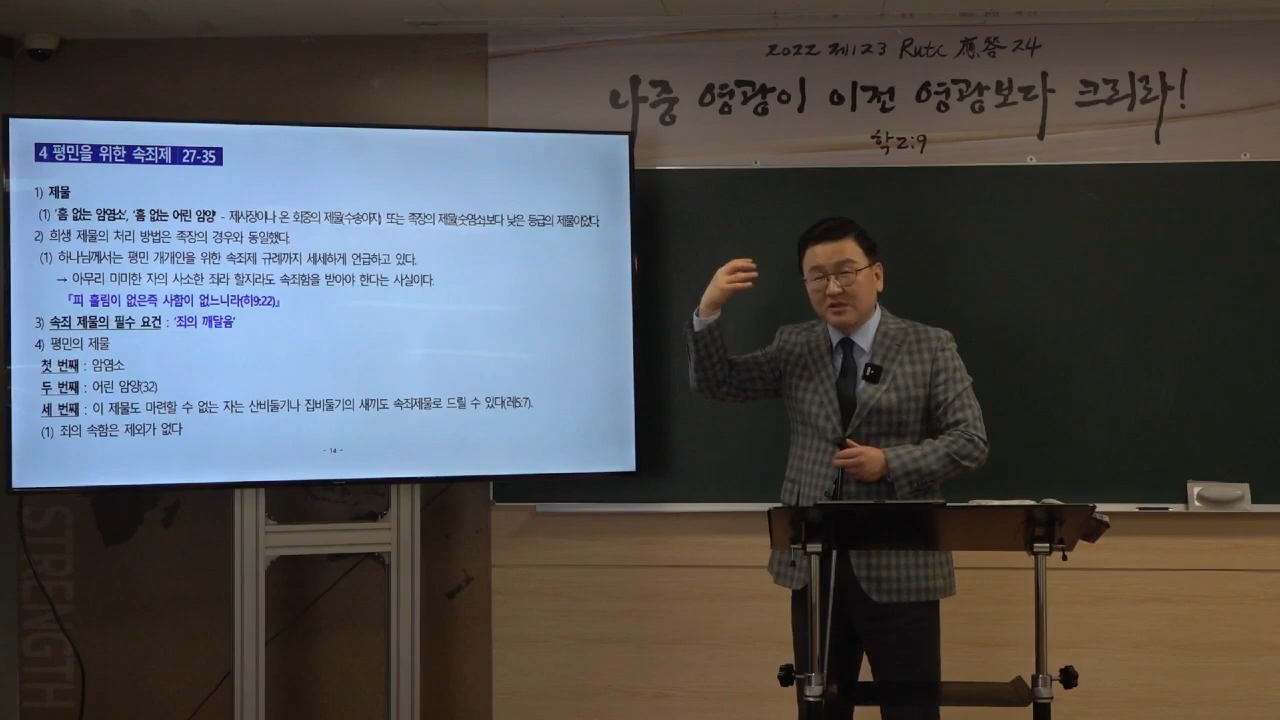 2022 제123 Rutc 應答 24
나중 영광이 이전 영광보다 크리라!
학2:9
4 평민을 위한 속죄제 27-35
1) 제물
(1) '흠 없는 암염소', '흠 없는 어린 암양' - 제사장이나 온 회중의 제물(수송아지) 또는 족장의 제물(숫염소)보다 낮은 등급의 제물이었다.
2) 희생 제물의 처리 방법은 족장의 경우와 동일했다.
(1) 하나님께서는 평민 개개인을 위한 속죄제 규례까지 세세하게 언급하고 있다.
→ 아무리 미미한 자의 사소한 죄라 할지라도 속죄함을 받아야 한다는 사실이다.
『피 흘림이 없은즉 사함이 없느니라(히9:22)』
3) 속죄 제물의 필수 요건 : '죄의 깨달음'
4) 평민의 제물
첫 번째 : 암염소
두 번째 : 어린 암양(32)
세 번째 : 이 제물도 마련할 수 없는 자는 산비둘기나 집비둘기의 새끼도 속죄제물로 드릴 수 있다(레5:7).
(1) 죄의 속함은 제외가 없다
- 14 -
STRENGTH